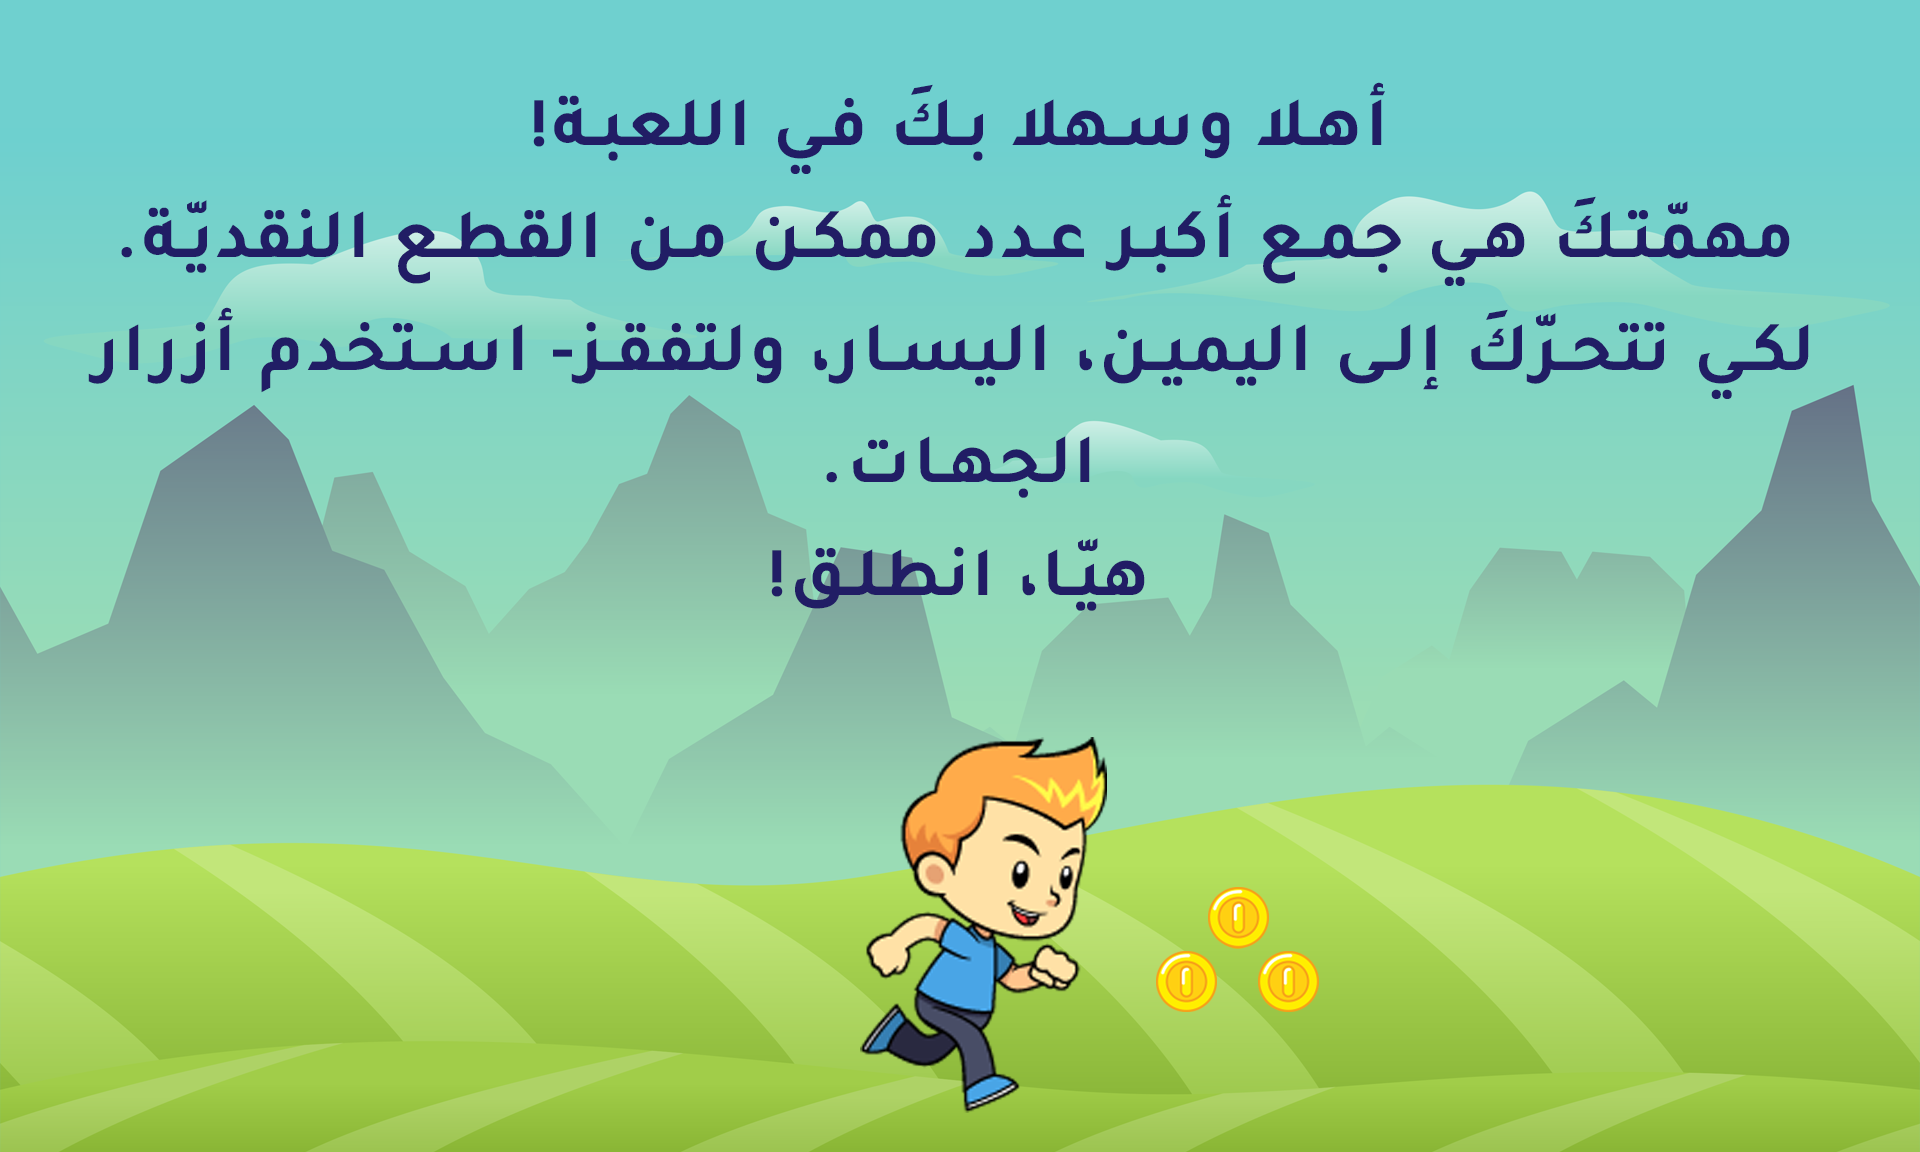 أهلا وسهلا بكَ في اللعبة!
مهمّتكَ هي جمع أكبر عدد ممكن من القطع النقديّة.
لكي تتحرّكَ إلى اليمين، اليسار، ولتفقز- استخدم أزرار
الجهات.
هيّا، انطلق!